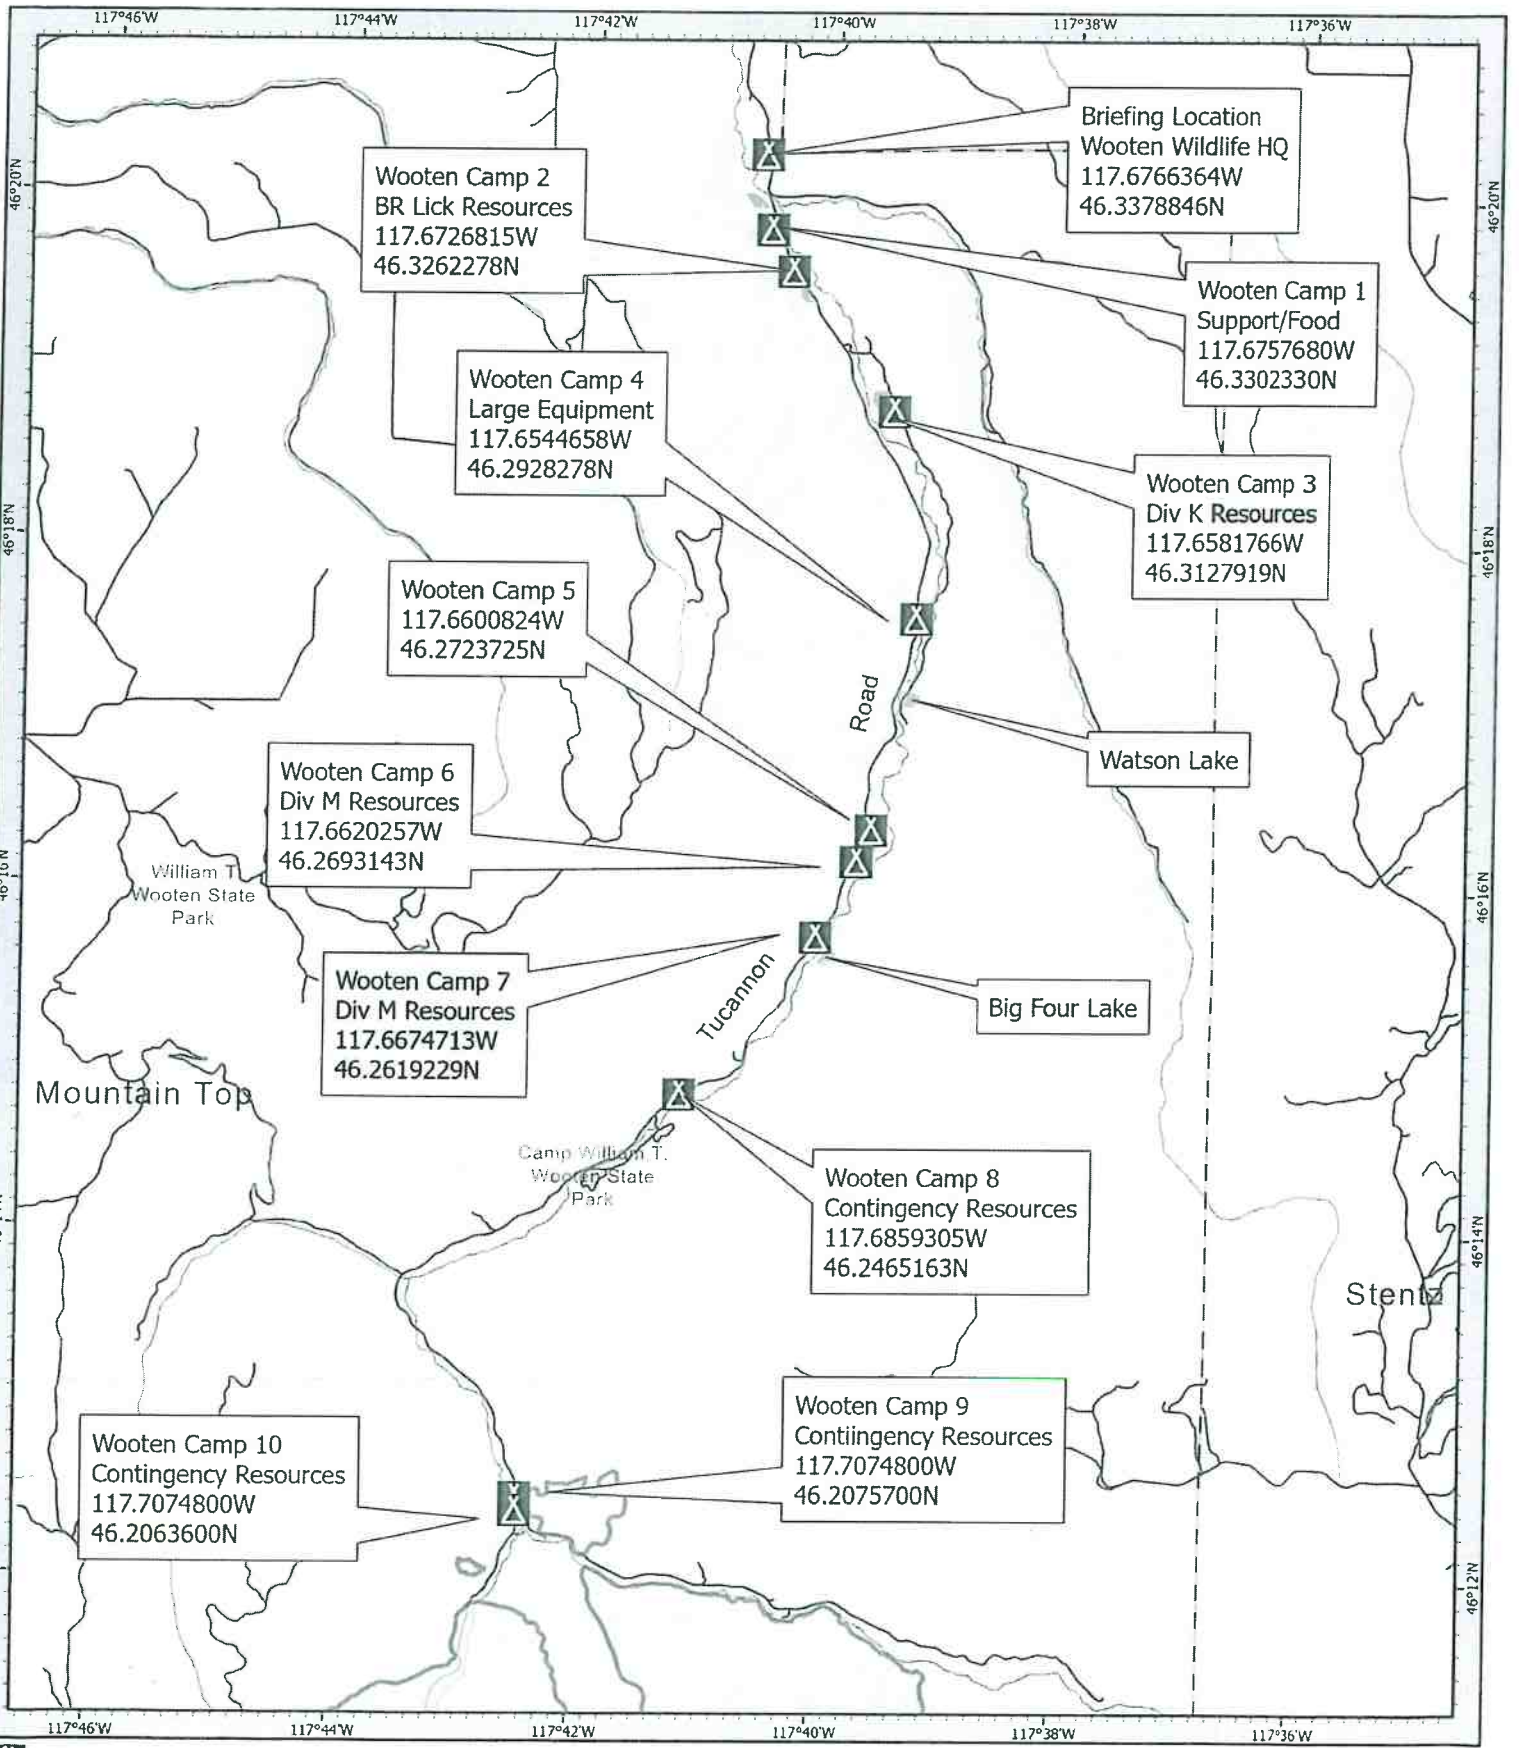 117°46'W
117°44'W
117°42'W
117°40'W
117°38'W
117°36'W
Briefing Location
Wooten Wildlife HQ
117.6766364W
46.3378846N
Wooten Camp 2
BR Lick Resources
117.6726815W
46.3262278N
46°20'N
46°20'N
Wooten Camp 1
Support/Food
117.6757680W
46.3302330N
Wooten Camp 4
Large Equipment
117.6544658W
46.2928278N
Wooten Camp 3
Div K Resources
117.6581766W
46.3127919N
46°18'N
46°18'N
Wooten Camp 5
117.6600824W
46.2723725N
Road
Watson Lake
Wooten Camp 6
Div M Resources
117.6620257W
46.2693143N
William T.
Wooten State
Park
46°16'N
46°16'N
Wooten Camp 7
Div M Resources
117.6674713W
46.2619229N
Tucannon
Big Four Lake
Mountain Top
Camp William T.
Wooten State
Park
Wooten Camp 8
Contingency Resources
117.6859305W
46.2465163N
46°14'N
Stentz
Wooten Camp 9
Contiingency Resources
117.7074800W
46.2075700N
Wooten Camp 10
Contingency Resources
117.7074800W
46.2063600N
46°12'N
117°46'W
117°44'W
117°42'W
117°40'W
117°38'W
117°36'W